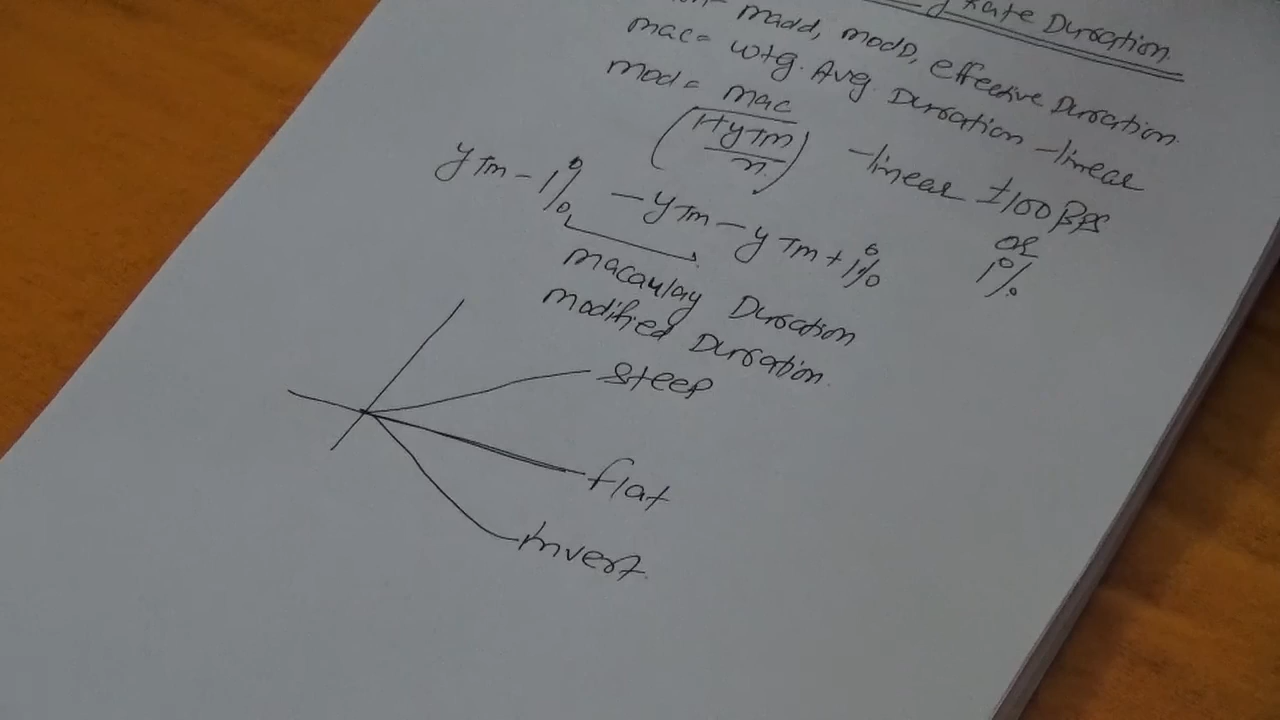 y Rate Duration
madd, modD, effective Duration
mac= wtg. Avg. Duration -linear
mod = mac -linear ±100 BPS
(1+YTM
n)
or
1%
YTM-1% -YTM-YTM+1%
macaulay Duration
modified Duration.
steep
flat
Invert.